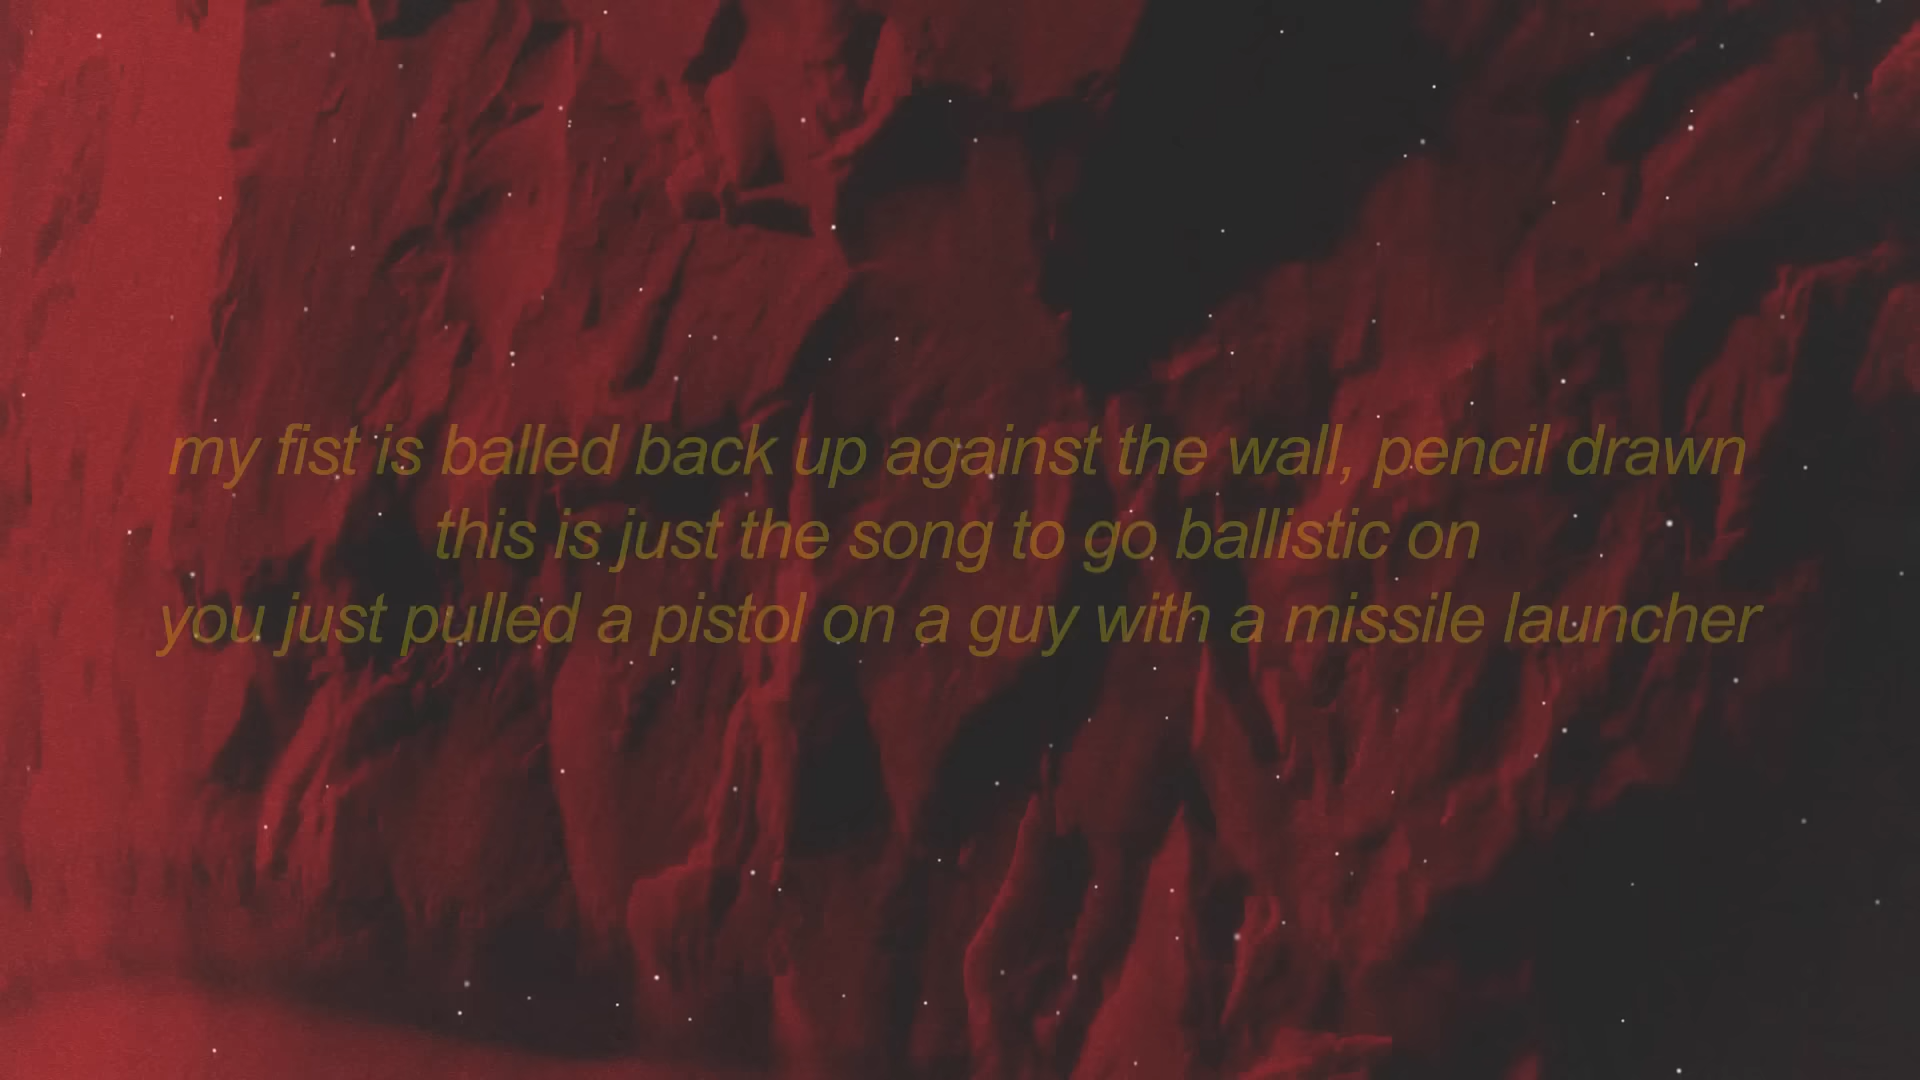 my fist is balled back up against the wall, pencil drawn
this is just the song to go ballistic on
you just pulled a pistol on a guy with a missile launcher